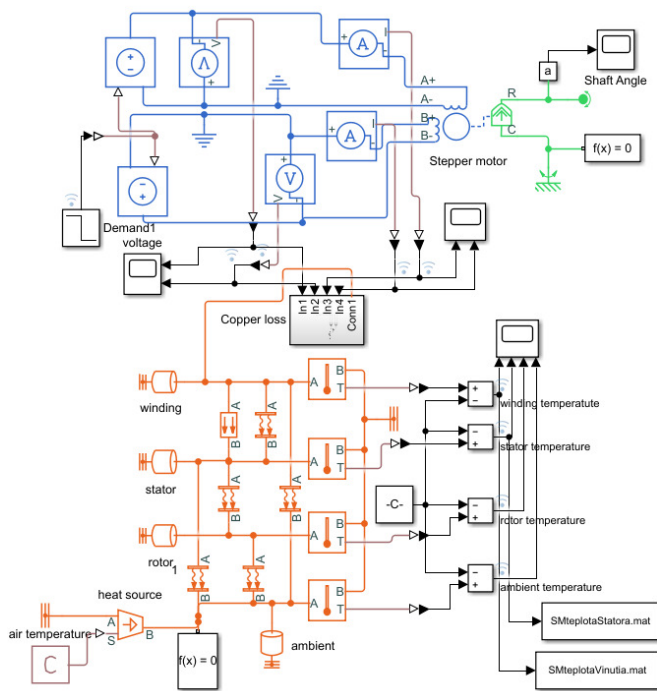 A
V
I
a
Shaft Angle
R
A+
A-
B+
A
I
V
B-
Stepper motor
C
f(x) = 0
V
Demand1
voltage
In1
In2
In3
In4
Conn1
Copper loss
winding
A
B
T
winding temperatute
A
B
A
B
stator
A
B
T
stator temperature
A
B
A
B
-C-
rotor
1
A
B
T
rotor temperature
A
B
A
B
heat source
A
B
T
ambient temperature
A
S
B
air temperature
ambient
SMteplotaStatora.mat
C
f(x) = 0
SMteplotaVinutia.mat